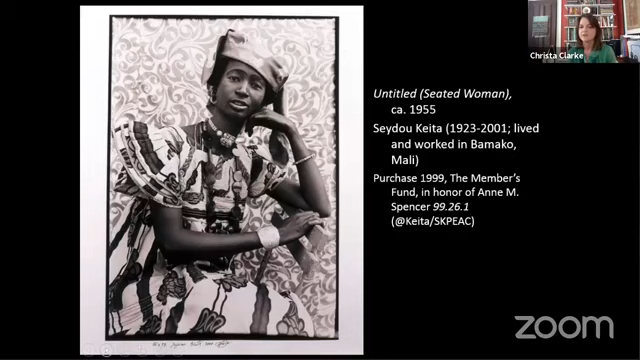 Christa Clarke
Untitled (Seated Woman),
ca. 1955
Seydou Keita (1923-2001; lived
and worked in Bamako,
Mali)
Purchase 1999, The Member's
Fund, in honor of Anne M.
Spencer 99.26.1
(@Keita/SKPEAC)
zoom